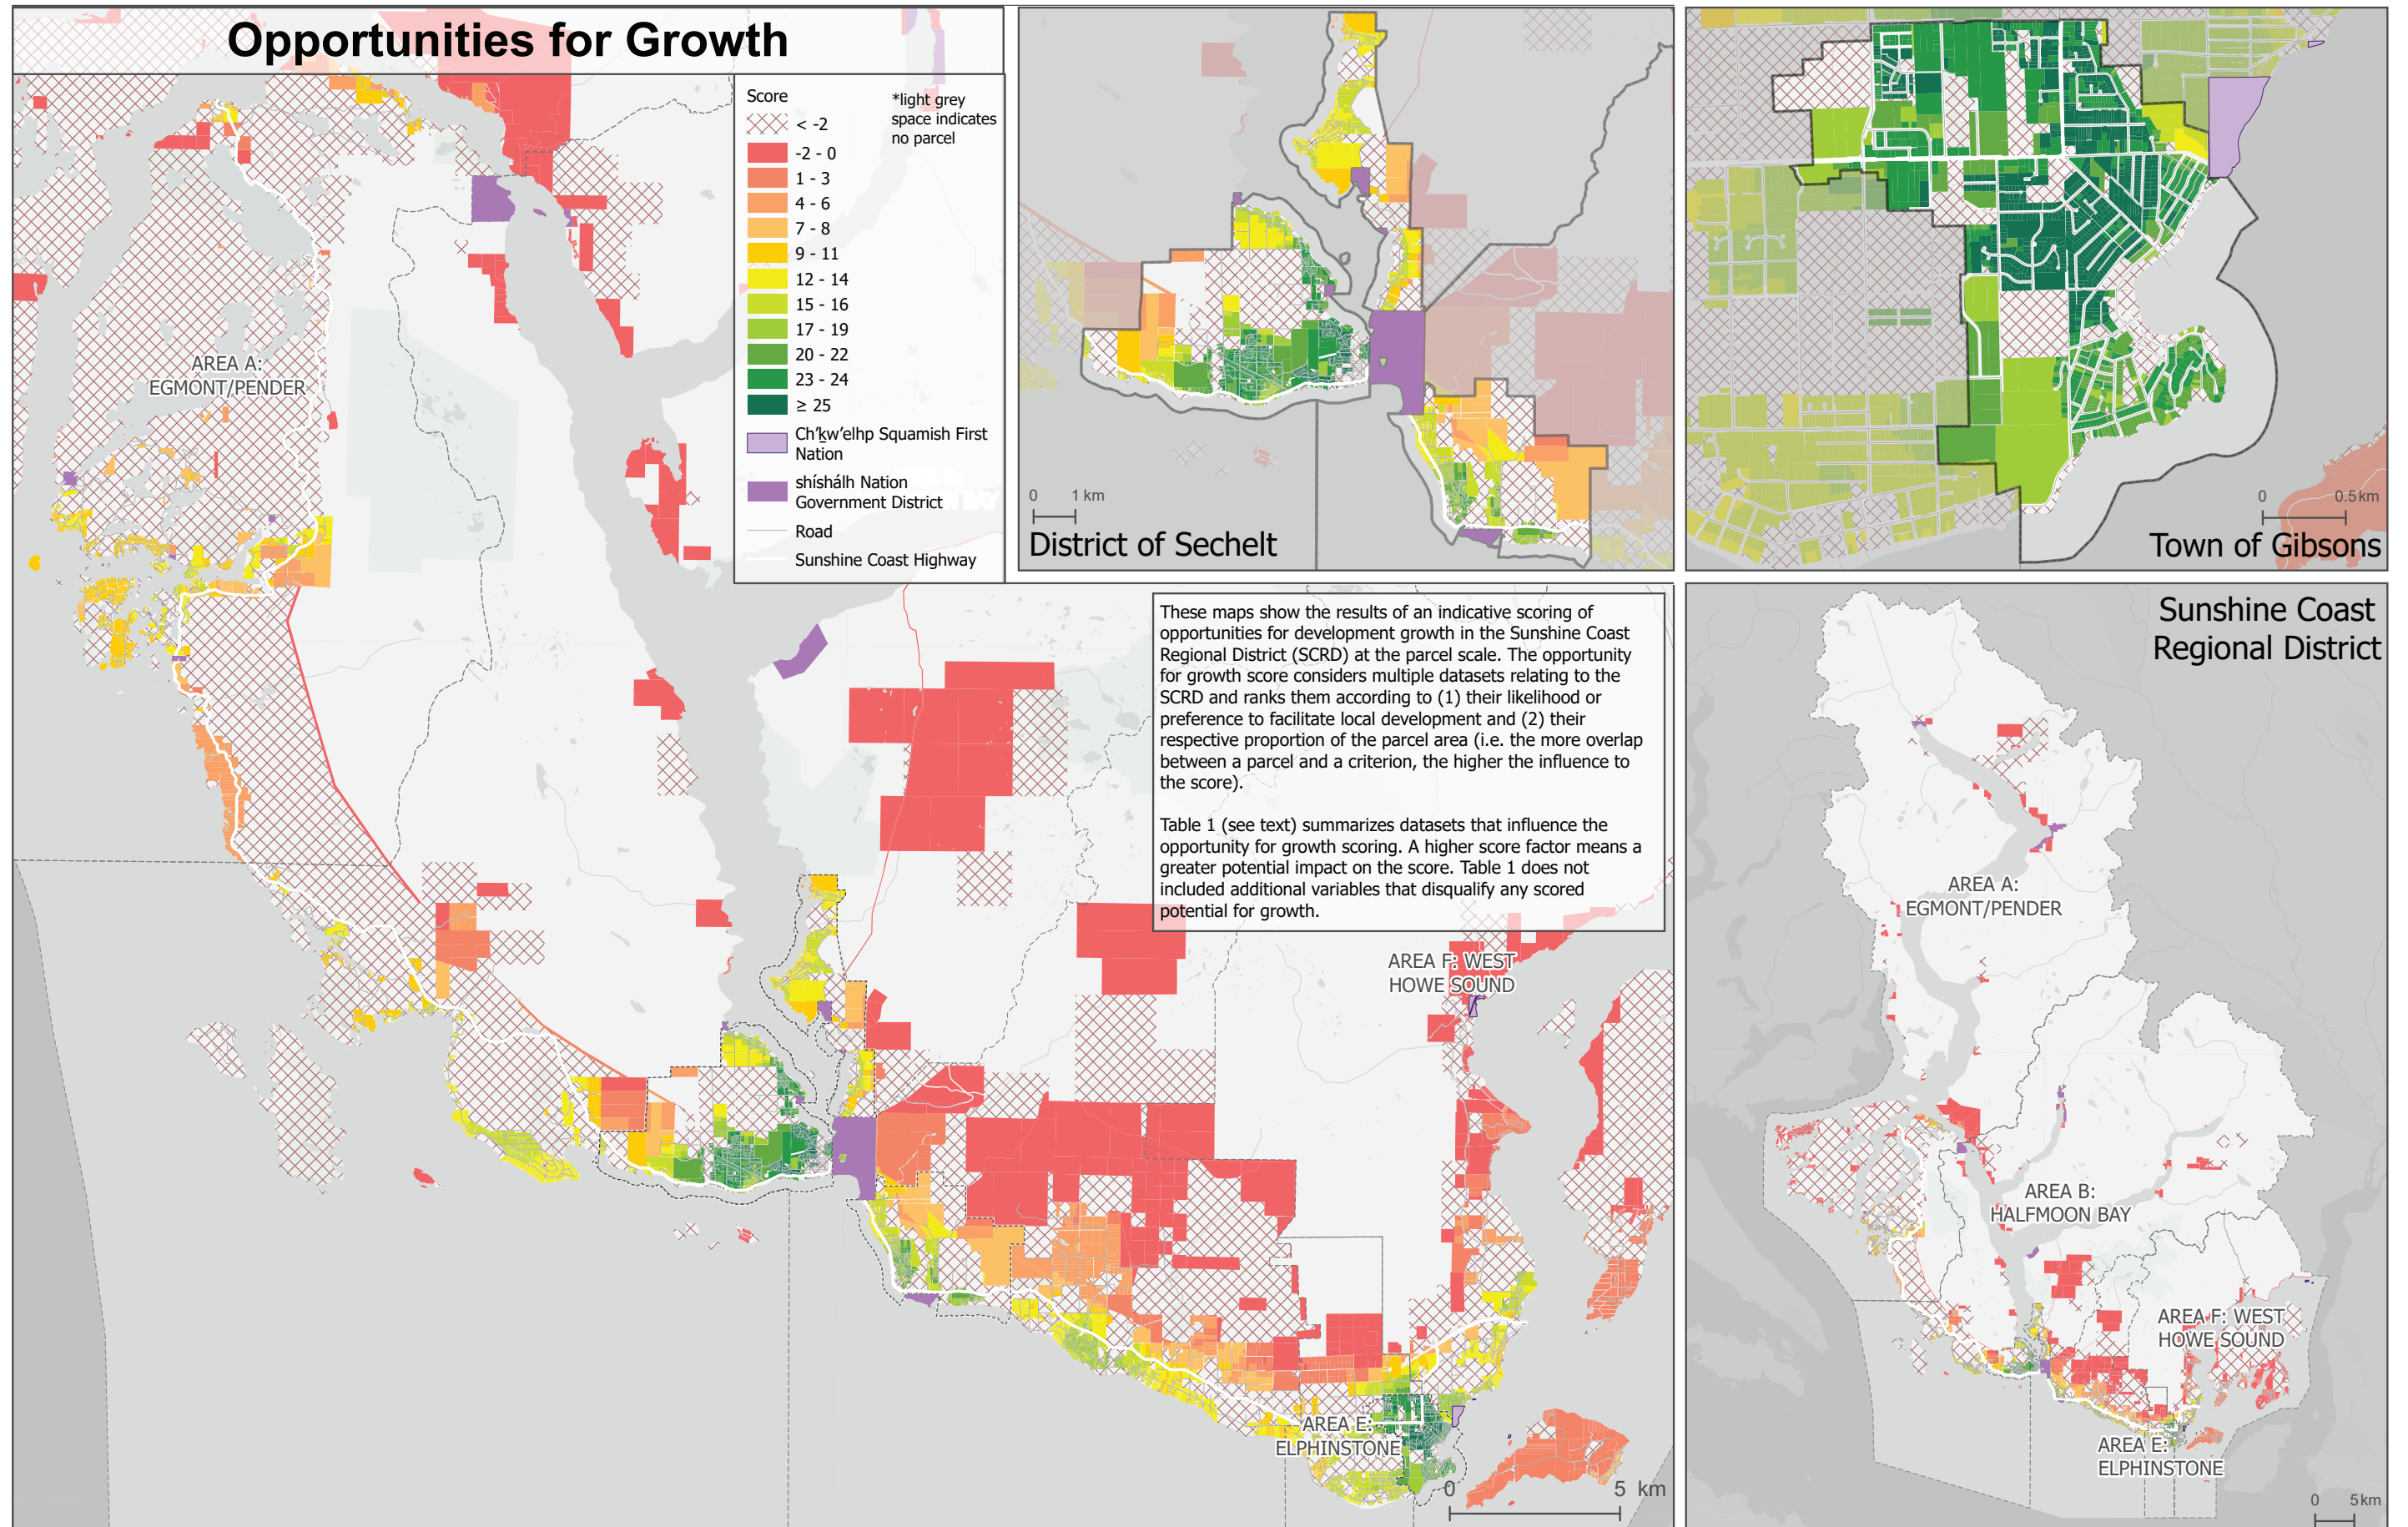 Opportunities for Growth
Score
*light grey
space indicates
no parcel
< -2
-2 - 0
1 - 3
4 - 6
7 - 8
9 - 11
12 - 14
15 - 16
17 - 19
20 - 22
23 - 24
≥ 25
Ch'ḵw'elhp Squamish First
Nation
shíshálh Nation
Government District
Road
Sunshine Coast Highway
AREA A:
EGMONT/PENDER
AREA F: WEST
HOWE SOUND
AREA E:
ELPHINSTONE
0 5 km
0 1 km
District of Sechelt
0 0.5 km
Town of Gibsons
These maps show the results of an indicative scoring of
opportunities for development growth in the Sunshine Coast
Regional District (SCRD) at the parcel scale. The opportunity
for growth score considers multiple datasets relating to the
SCRD and ranks them according to (1) their likelihood or
preference to facilitate local development and (2) their
respective proportion of the parcel area (i.e. the more overlap
between a parcel and a criterion, the higher the influence to
the score).
Table 1 (see text) summarizes datasets that influence the
opportunity for growth scoring. A higher score factor means a
greater potential impact on the score. Table 1 does not
included additional variables that disqualify any scored
potential for growth.
Sunshine Coast
Regional District
AREA A:
EGMONT/PENDER
AREA B:
HALFMOON BAY
AREA F: WEST
HOWE SOUND
AREA E:
ELPHINSTONE
0 5 km